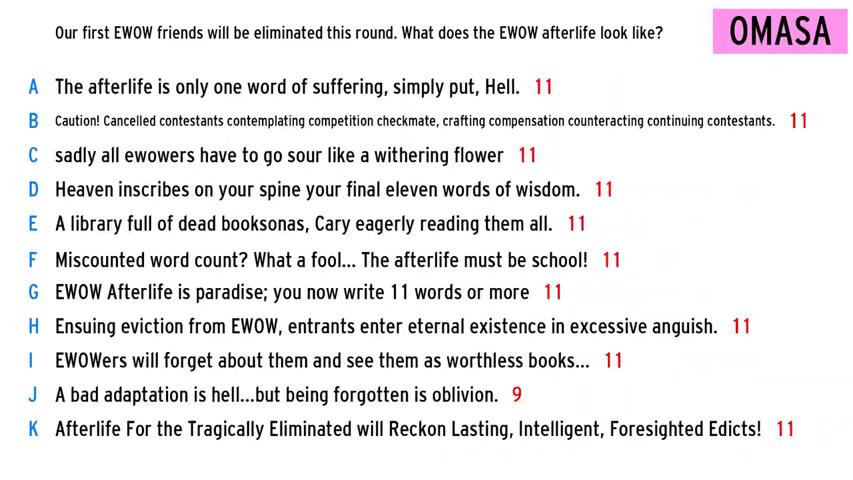 Our first EWOW friends will be eliminated this round. What does the EWOW afterlife look like?
OMASA
A The afterlife is only one word of suffering, simply put, Hell. 11
B Caution! Cancelled contestants contemplating competition checkmate, crafting compensation counteracting continuing contestants. 11
C sadly all ewowers have to go sour like a withering flower 11
D Heaven inscribes on your spine your final eleven words of wisdom. 11
E A library full of dead booksonas, Cary eagerly reading them all. 11
F Miscounted word count? What a fool... The afterlife must be school! 11
G EWOW Afterlife is paradise; you now write 11 words or more 11
H Ensuing eviction from EWOW, entrants enter eternal existence in excessive anguish. 11
I EWOWers will forget about them and see them as worthless books... 11
J A bad adaptation is hell...but being forgotten is oblivion. 9
K Afterlife For the Tragically Eliminated will Reckon Lasting, Intelligent, Foresighted Edicts! 11